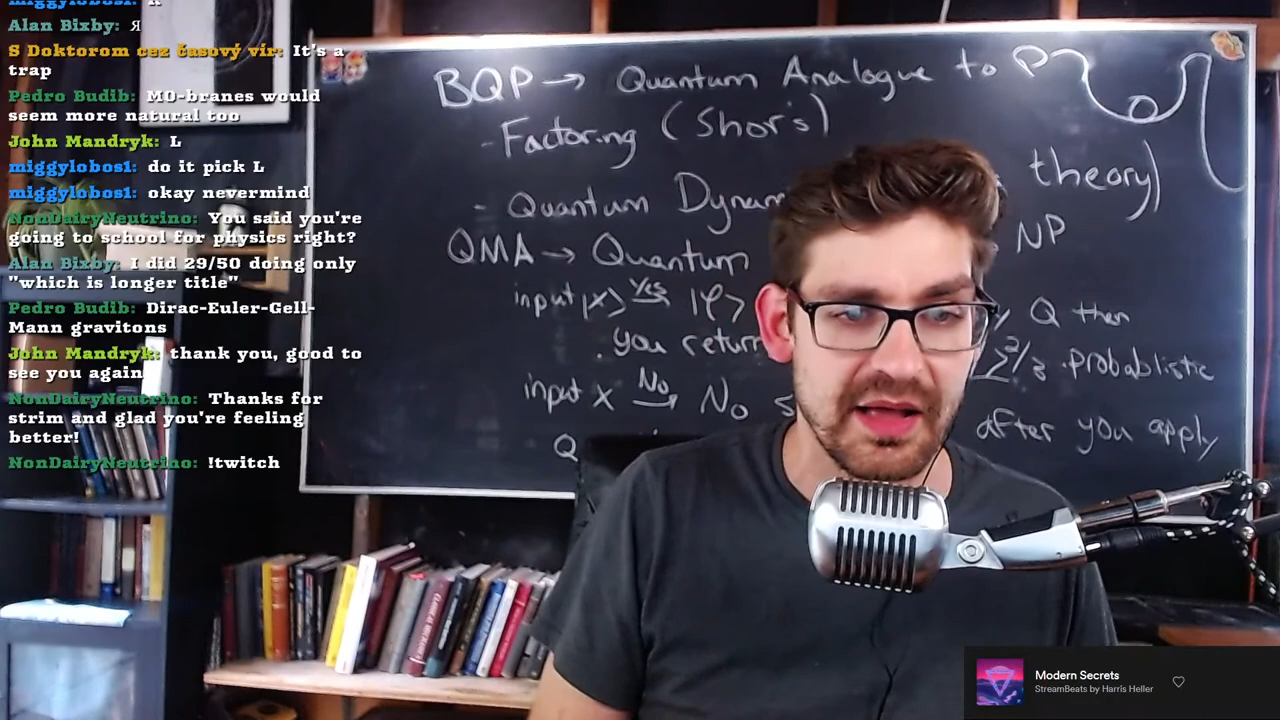 Alan Bixby: Я
S Doktorom cez časový vír: It's a
trap
Pedro Budib: M0-branes would
seem more natural too
John Mandryk: L
miggylobos1: do it pick L
miggylobos1: okay nevermind
NonDairyNeutrino: You said you're
going to school for physics right?
Alan Bixby: I did 29/50 doing only
"which is longer title"
Pedro Budib: Dirac-Euler-Gell-
Mann gravitons
John Mandryk: thank you, good to
see you again
NonDairyNeutrino: Thanks for
strim and glad you're feeling
better!
NonDairyNeutrino: !twitch
BQP → Quantum Analogue to P
- Factoring (Shor's)
- Quantum Dynam theory)
QMA → Quantum NP
input |x> Yes → |φ> Q then
you return ≥2/3 probablistic
input x No → No after you apply
Q
Modern Secrets
StreamBeats by Harris Heller